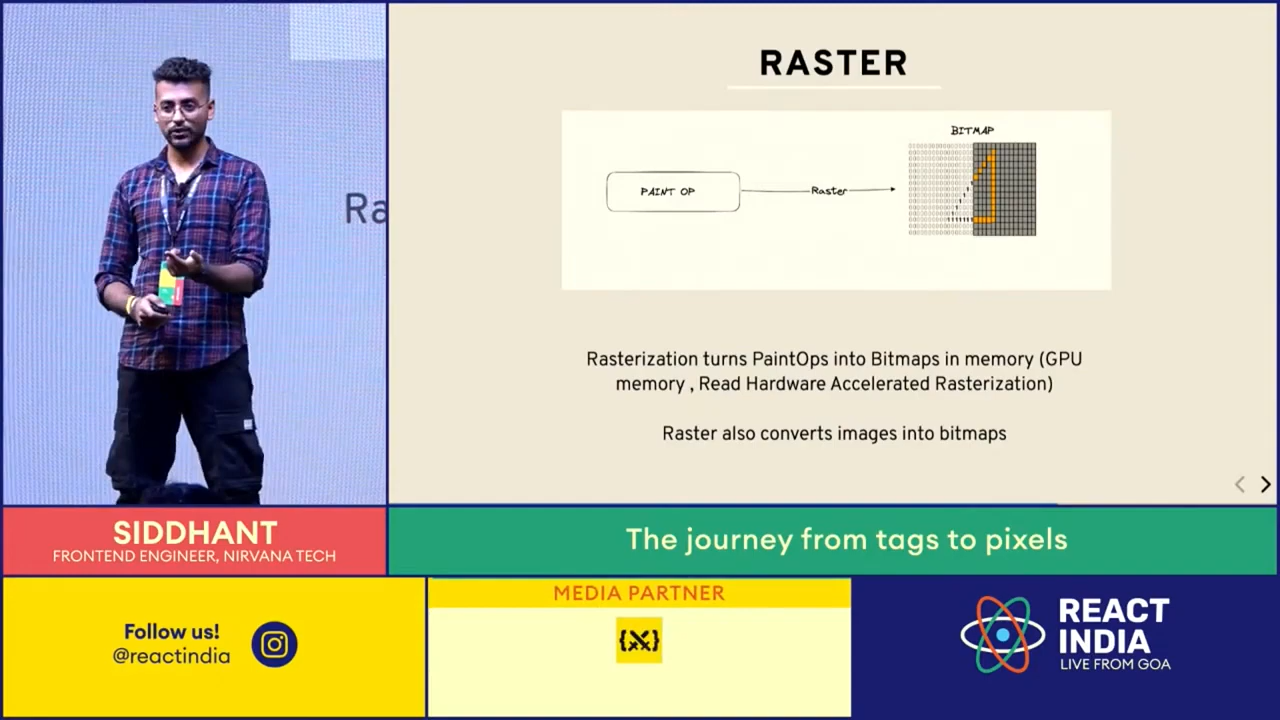 RASTER
BITMAP
PAINT OP
Raster
Ra
Rasterization turns PaintOps into Bitmaps in memory (GPU
memory , Read Hardware Accelerated Rasterization)
Raster also converts images into bitmaps
SIDDHANT
FRONTEND ENGINEER, NIRVANA TECH
The journey from tags to pixels
Follow us!
@reactindia
MEDIA PARTNER
{X}
REACT
INDIA
LIVE FROM GOA